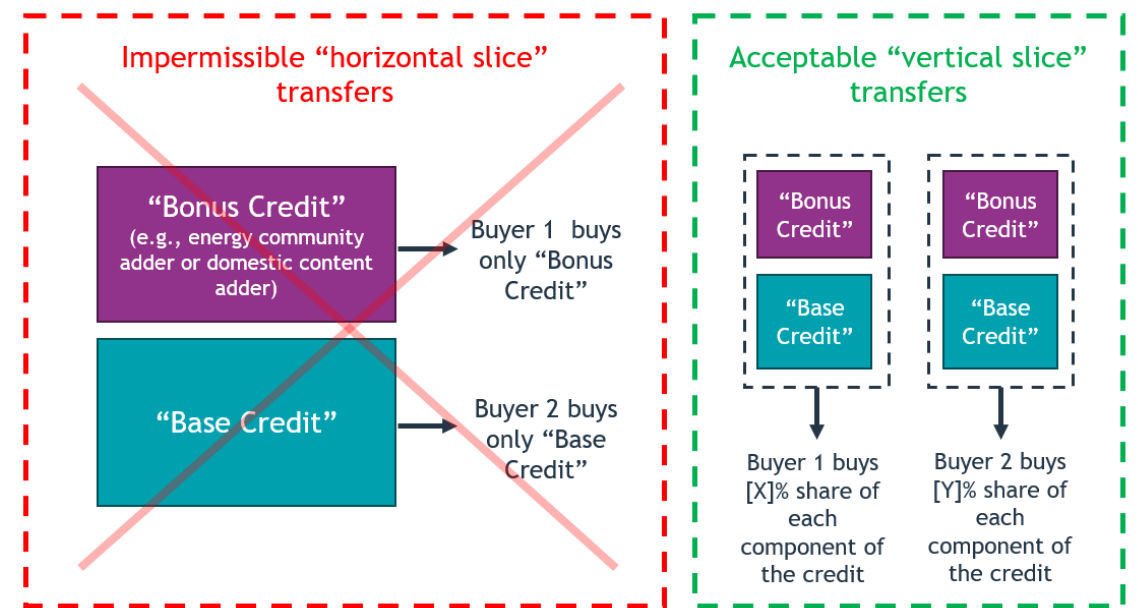 Impermissible “horizontal slice”
transfers
“Bonus Credit”
(e.g., energy community
adder or domestic content
adder)
Buyer 1  buys
only “Bonus
Credit”
“Base Credit”
Buyer 2 buys
only “Base
Credit”
Acceptable “vertical slice”
transfers
“Bonus
Credit”
“Base
Credit”
Buyer 1 buys
[X]% share of
each
component of
the credit
“Bonus
Credit”
“Base
Credit”
Buyer 2 buys
[Y]% share of
each
component of
the credit